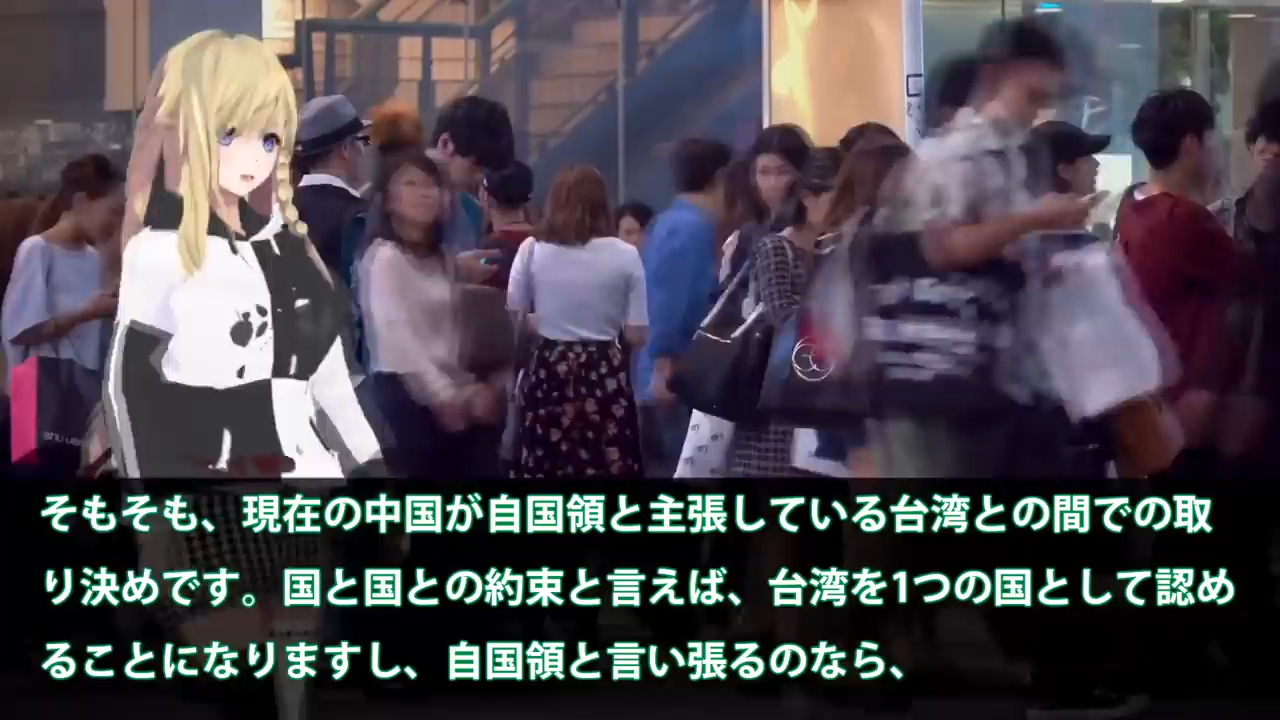 そもそも、現在の中国が自国領と主張している台湾との間での取
り決めです。国と国との約束と言えば、台湾を1つの国として認め
ることになりますし、自国領と言い張るのなら、